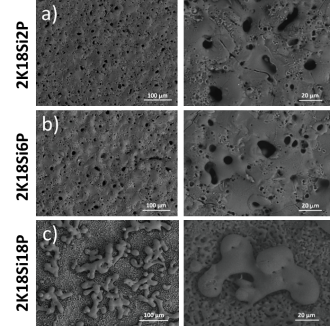 2K18Si2P
a)
100 µm
20 µm
2K18Si6P
b)
100 µm
20 µm
2K18Si18P
c)
100 µm
20 µm